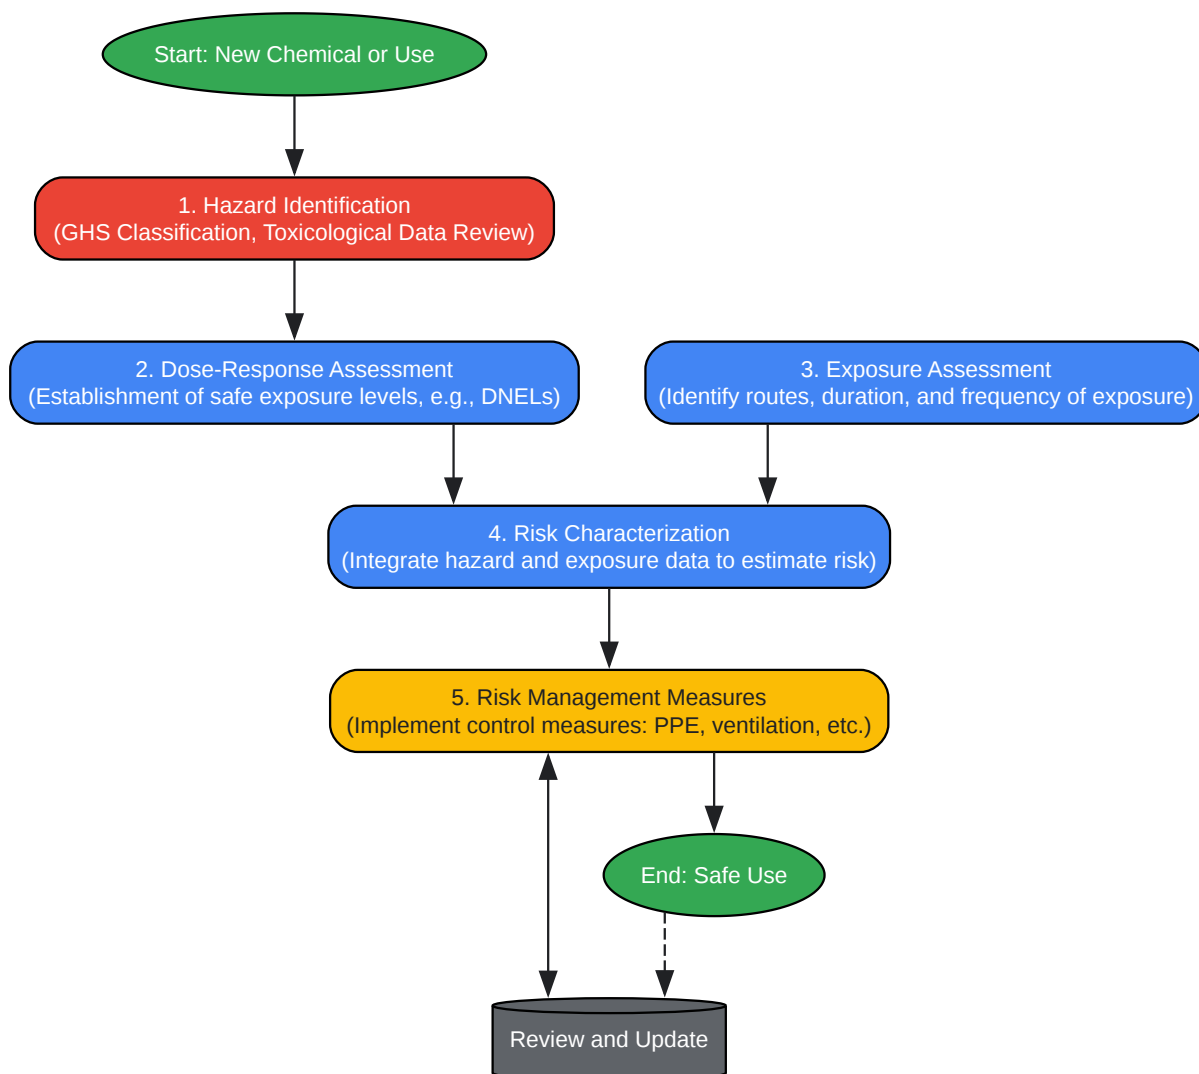 Start: New Chemical or Use
1. Hazard Identification
(GHS Classification, Toxicological Data Review)
2. Dose-Response Assessment
(Establishment of safe exposure levels, e.g., DNELs)
3. Exposure Assessment
(Identify routes, duration, and frequency of exposure)
4. Risk Characterization
(Integrate hazard and exposure data to estimate risk)
5. Risk Management Measures
(Implement control measures: PPE, ventilation, etc.)
End: Safe Use
Review and Update